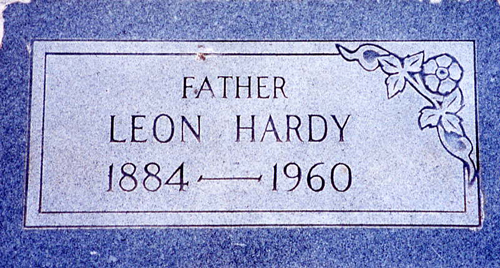 FATHER
LEON HARDY
1884 — 1960